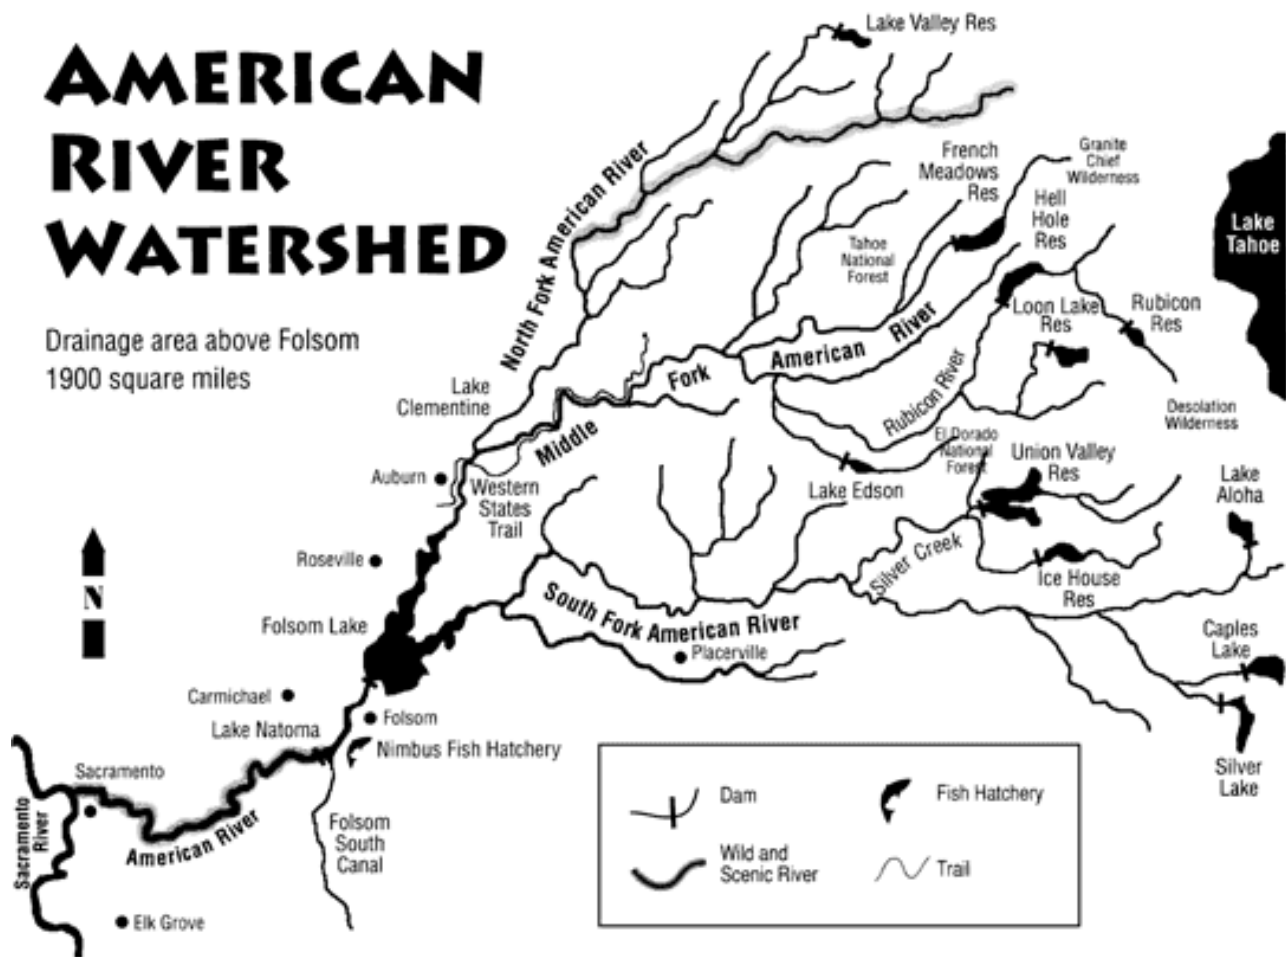 AMERICAN
RIVER
WATERSHED
Drainage area above Folsom
1900 square miles
Lake Valley Res
North Fork American River
French
Meadows
Res
Granite
Chief
Wilderness
Hell
Hole
Res
Lake
Tahoe
Tahoe
National
Forest
Loon Lake
Res
Rubicon
Res
Middle Fork American River
Rubicon River
Lake
Clementine
Desolation
Wilderness
El Dorado
National
Forest
Union Valley
Res
Lake
Aloha
Auburn
Western
States
Trail
Lake Edson
Roseville
Silver Creek
Ice House
Res
N
Folsom Lake
South Fork American River
Placerville
Caples
Lake
Carmichael
Folsom
Lake Natoma
Nimbus Fish Hatchery
Silver
Lake
Sacramento
Sacramento
River
American River
Folsom
South
Canal
Elk Grove
Dam
Fish Hatchery
Wild and
Scenic River
Trail